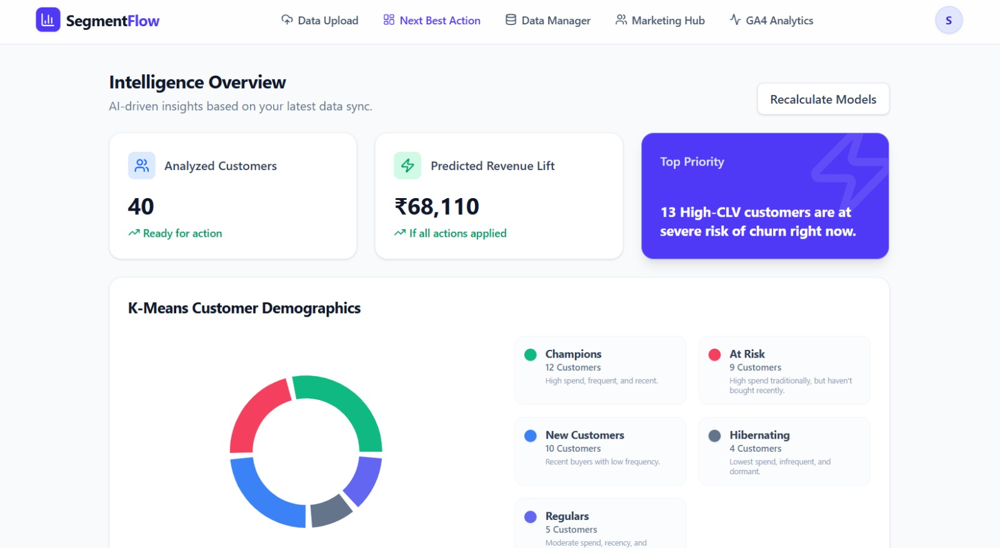 SegmentFlow
Data Upload
Next Best Action
Data Manager
Marketing Hub
GA4 Analytics
S
Intelligence Overview
AI-driven insights based on your latest data sync.
Recalculate Models
Analyzed Customers
40
Ready for action
Predicted Revenue Lift
₹68,110
If all actions applied
Top Priority
13 High-CLV customers are at
severe risk of churn right now.
K-Means Customer Demographics
Champions
12 Customers
High spend, frequent, and recent.
At Risk
9 Customers
High spend traditionally, but haven't
bought recently.
New Customers
10 Customers
Recent buyers with low frequency.
Hibernating
4 Customers
Lowest spend, infrequent, and
dormant.
Regulars
5 Customers
Moderate spend, recency, and